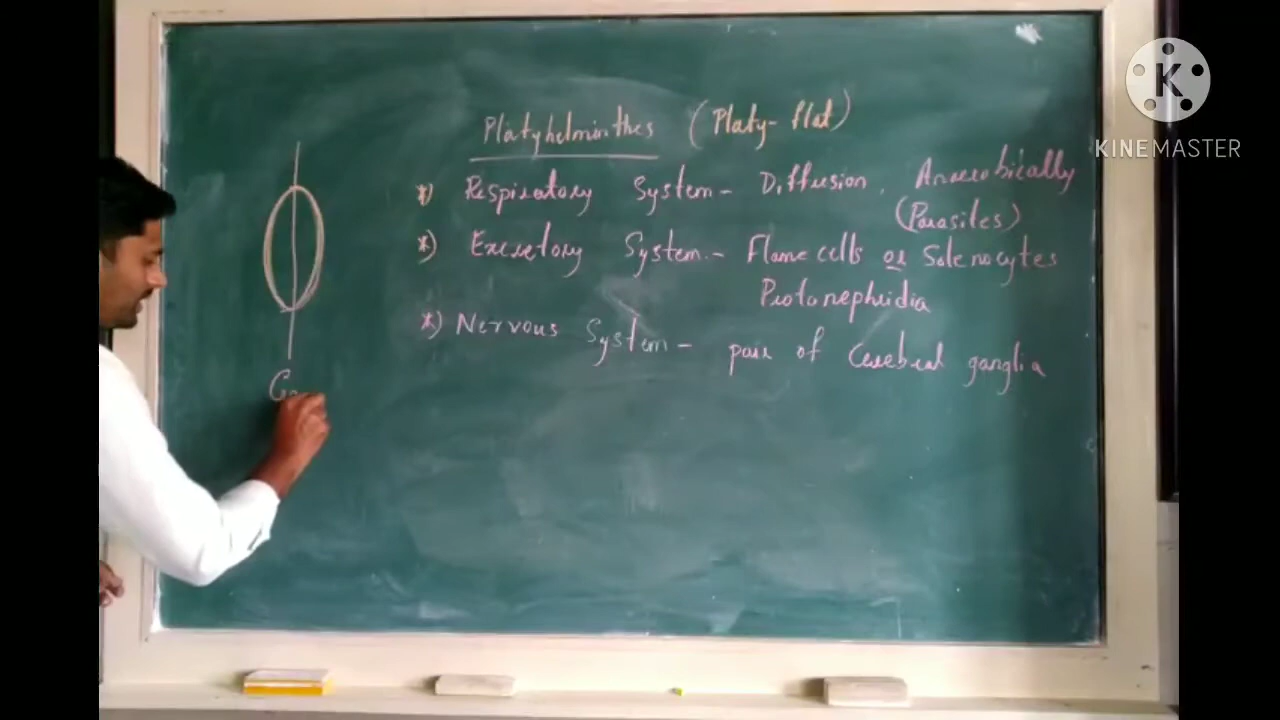 Platyhelminthes (Platy-flat)
*) Respiratory System - Diffusion, Anaerobically
(Parasites)
*) Excretory System - Flame cells or Solenocytes
Protonephridia
*) Nervous System - pair of Cerebral ganglia
K
KINEMASTER